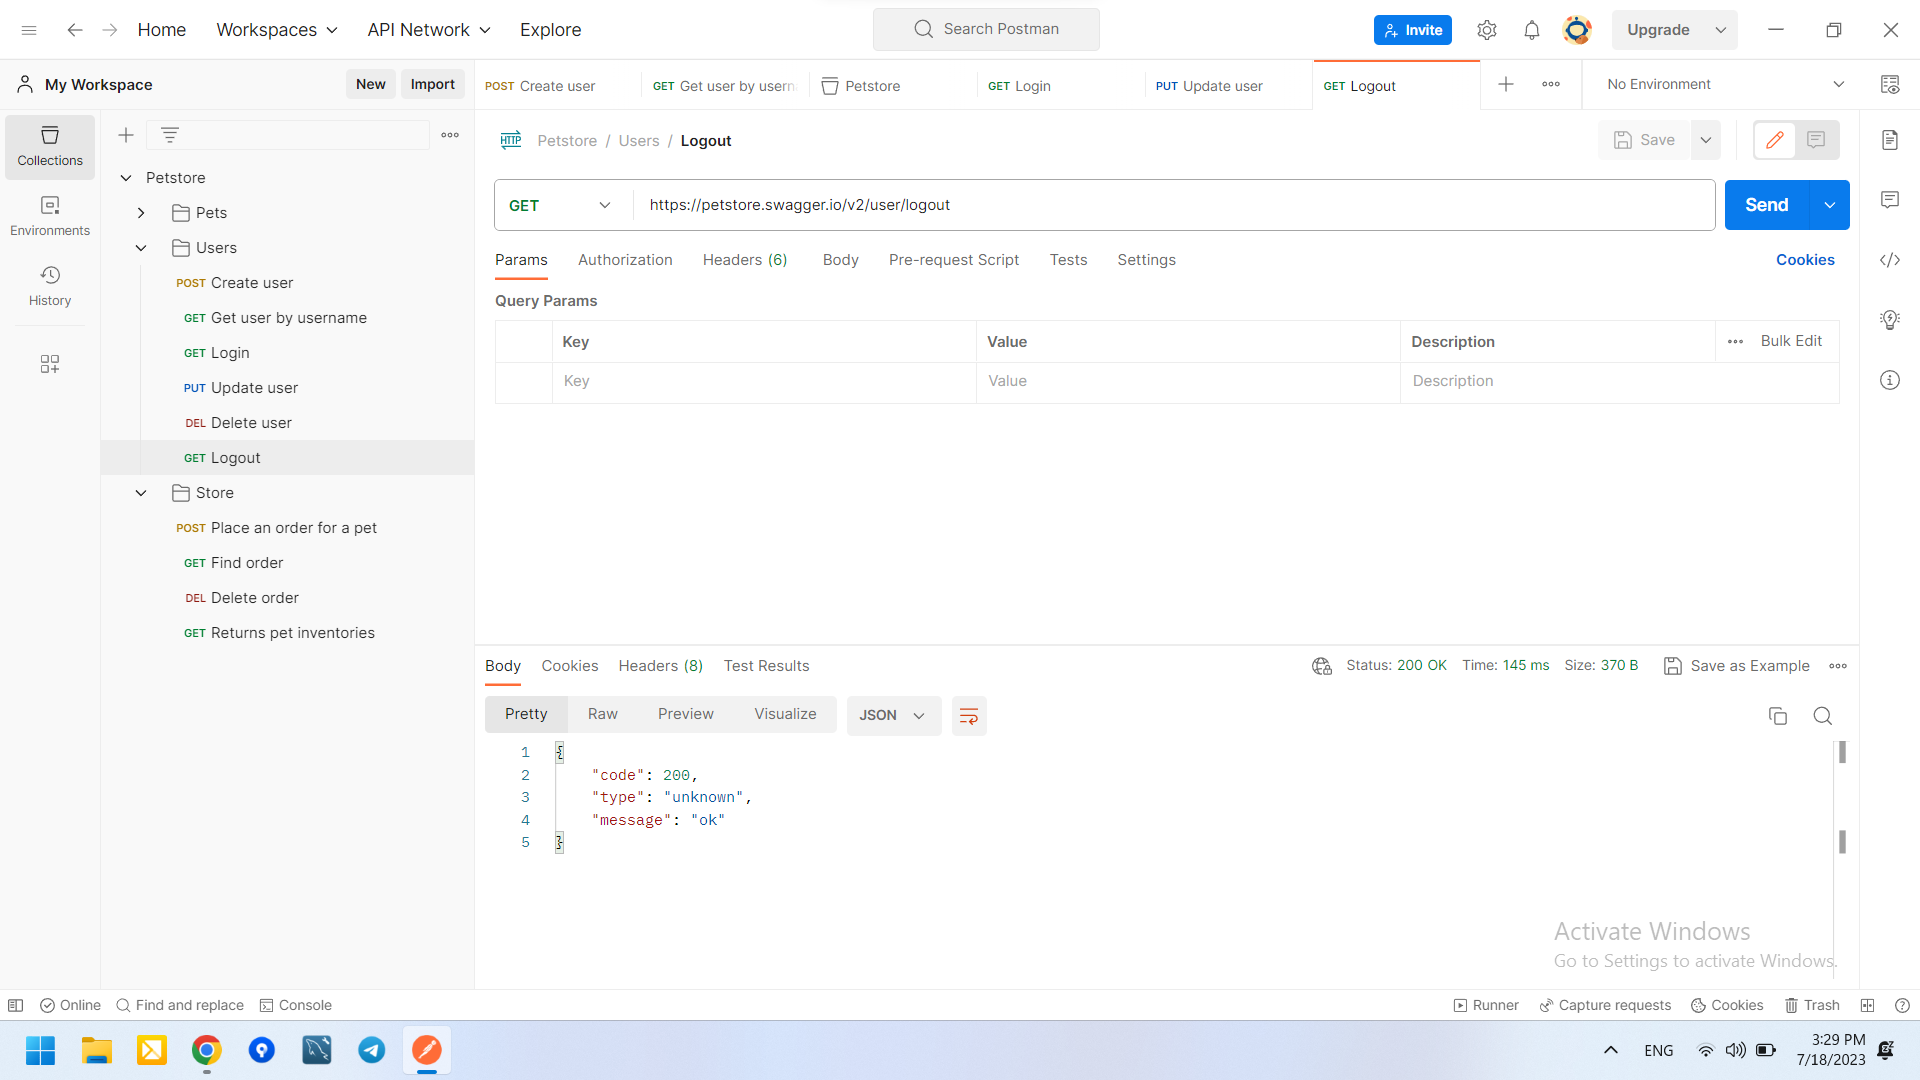 Home Workspaces API Network Explore Search Postman Invite Upgrade
My Workspace New Import POST Create user GET Get user by usern Petstore GET Login PUT Update user GET Logout No Environment
Collections
Environments
History
Petstore
Pets
Users
POST Create user
GET Get user by username
GET Login
PUT Update user
DEL Delete user
GET Logout
Store
POST Place an order for a pet
GET Find order
DEL Delete order
GET Returns pet inventories
HTTP Petstore / Users / Logout Save
GET https://petstore.swagger.io/v2/user/logout Send
Params Authorization Headers (6) Body Pre-request Script Tests Settings Cookies
Query Params
Key Value Description Bulk Edit
Key Value Description
Body Cookies Headers (8) Test Results Status: 200 OK Time: 145 ms Size: 370 B Save as Example
Pretty Raw Preview Visualize JSON
1 {
2 "code": 200,
3 "type": "unknown",
4 "message": "ok"
5 }
Activate Windows
Go to Settings to activate Windows.
Online Find and replace Console Runner Capture requests Cookies Trash
ENG 3:29 PM
7/18/2023